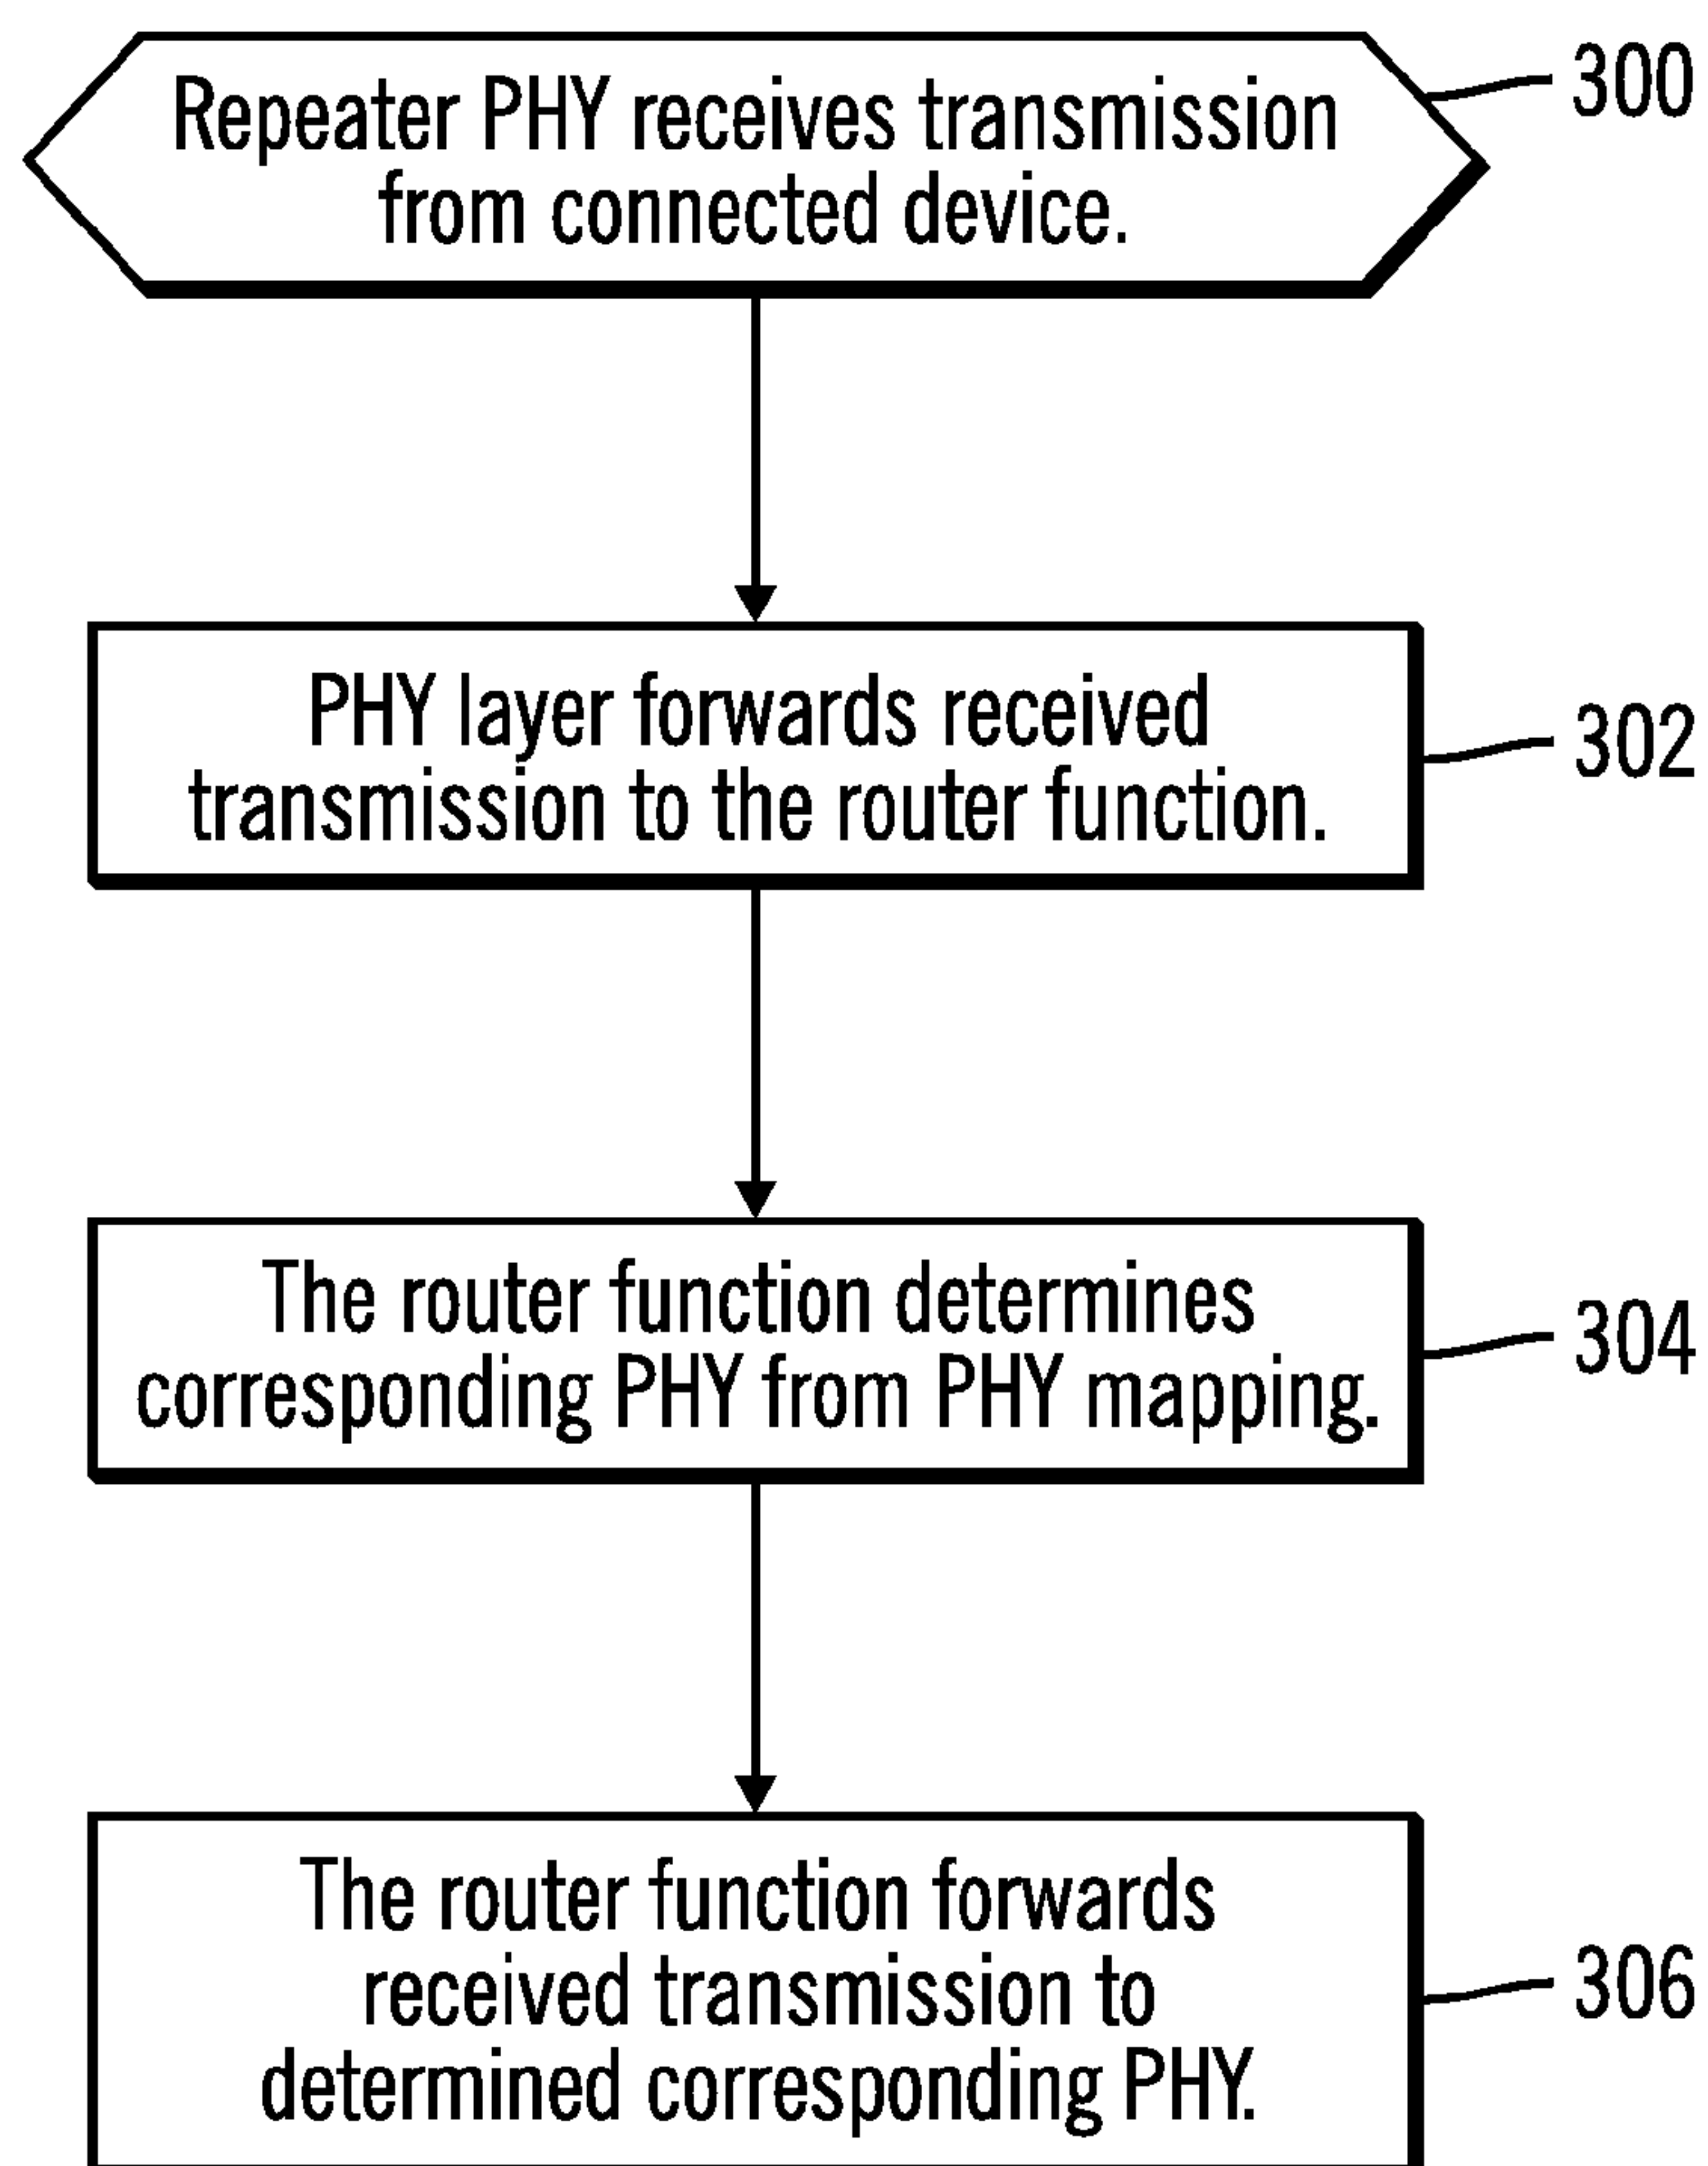 Repeater PHY receives transmission
from connected device.
300
PHY layer forwards received
transmission to the router function.
302
The router function determines
corresponding PHY from PHY mapping.
304
The router function forwards
received transmission to
determined corresponding PHY.
306